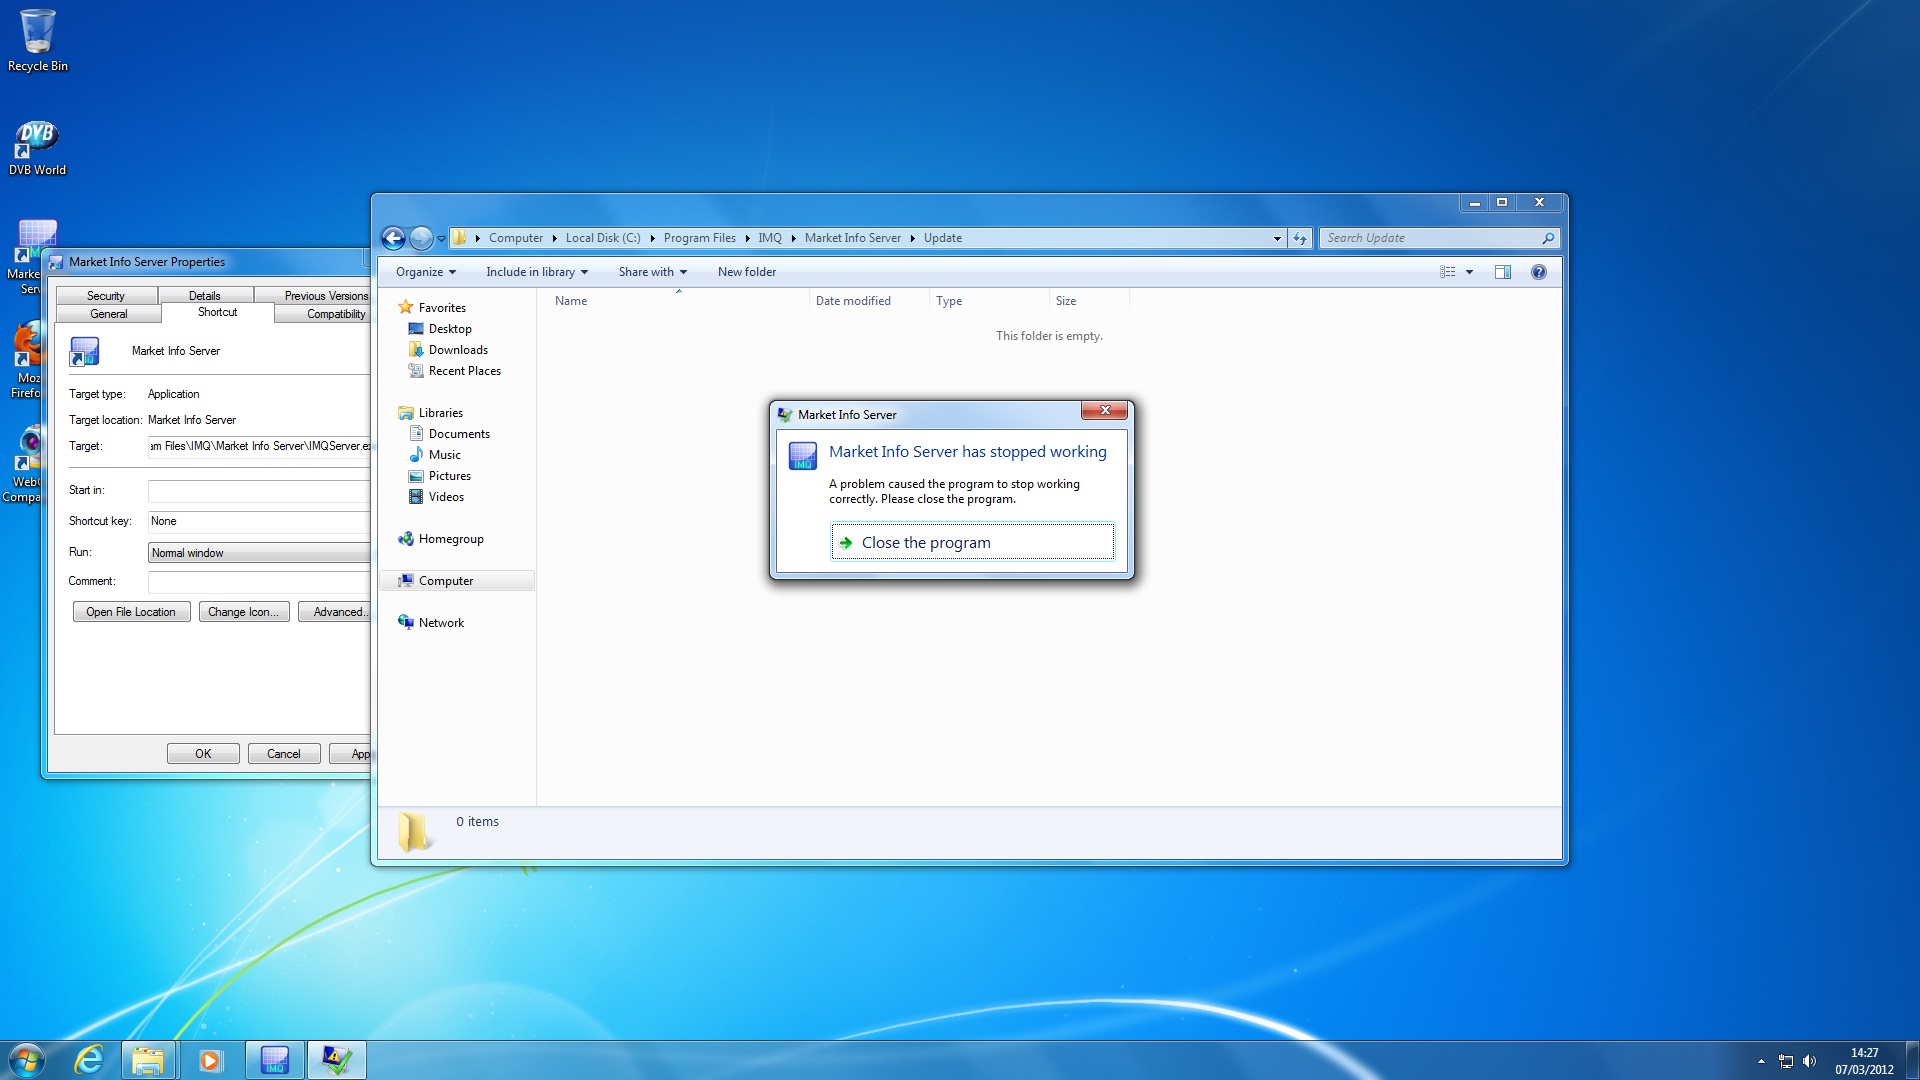 Recycle Bin
DVB
DVB World
Marke
Serv
Moz
Firefo
Web
Compa
Market Info Server Properties
Security
Details
Previous Versions
General
Shortcut
Compatibility
Market Info Server
Target type:
Application
Target location:
Market Info Server
Target:
am Files\IMQ\Market Info Server\IMQServer.ex
Start in:
Shortcut key:
None
Run:
Normal window
Comment:
Open File Location
Change Icon...
Advanced..
OK
Cancel
App
Computer
Local Disk (C:)
Program Files
IMQ
Market Info Server
Update
Search Update
Organize
Include in library
Share with
New folder
Favorites
Desktop
Downloads
Recent Places
Libraries
Documents
Music
Pictures
Videos
Homegroup
Computer
Network
Name
Date modified
Type
Size
This folder is empty.
Market Info Server
IMQ
Market Info Server has stopped working
A problem caused the program to stop working
correctly. Please close the program.
Close the program
0 items
IMQ
14:27
07/03/2012